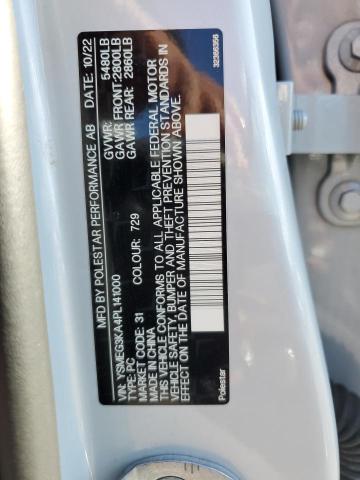 MFD BY POLESTAR PERFORMANCE AB DATE: 10/22
GVWR: 5480LB
GAWR FRONT: 2800LB
GAWR REAR: 2860LB
VIN: YSMEG3KA4PL141000
TYPE: PC
MARKET CODE: 31 COLOUR: 729
MADE IN CHINA
THIS VEHICLE CONFORMS TO ALL APPLICABLE FEDERAL MOTOR
VEHICLE SAFETY, BUMPER AND THEFT PREVENTION STANDARDS IN
EFFECT ON THE DATE OF MANUFACTURE SHOWN ABOVE.
Polestar 32366356